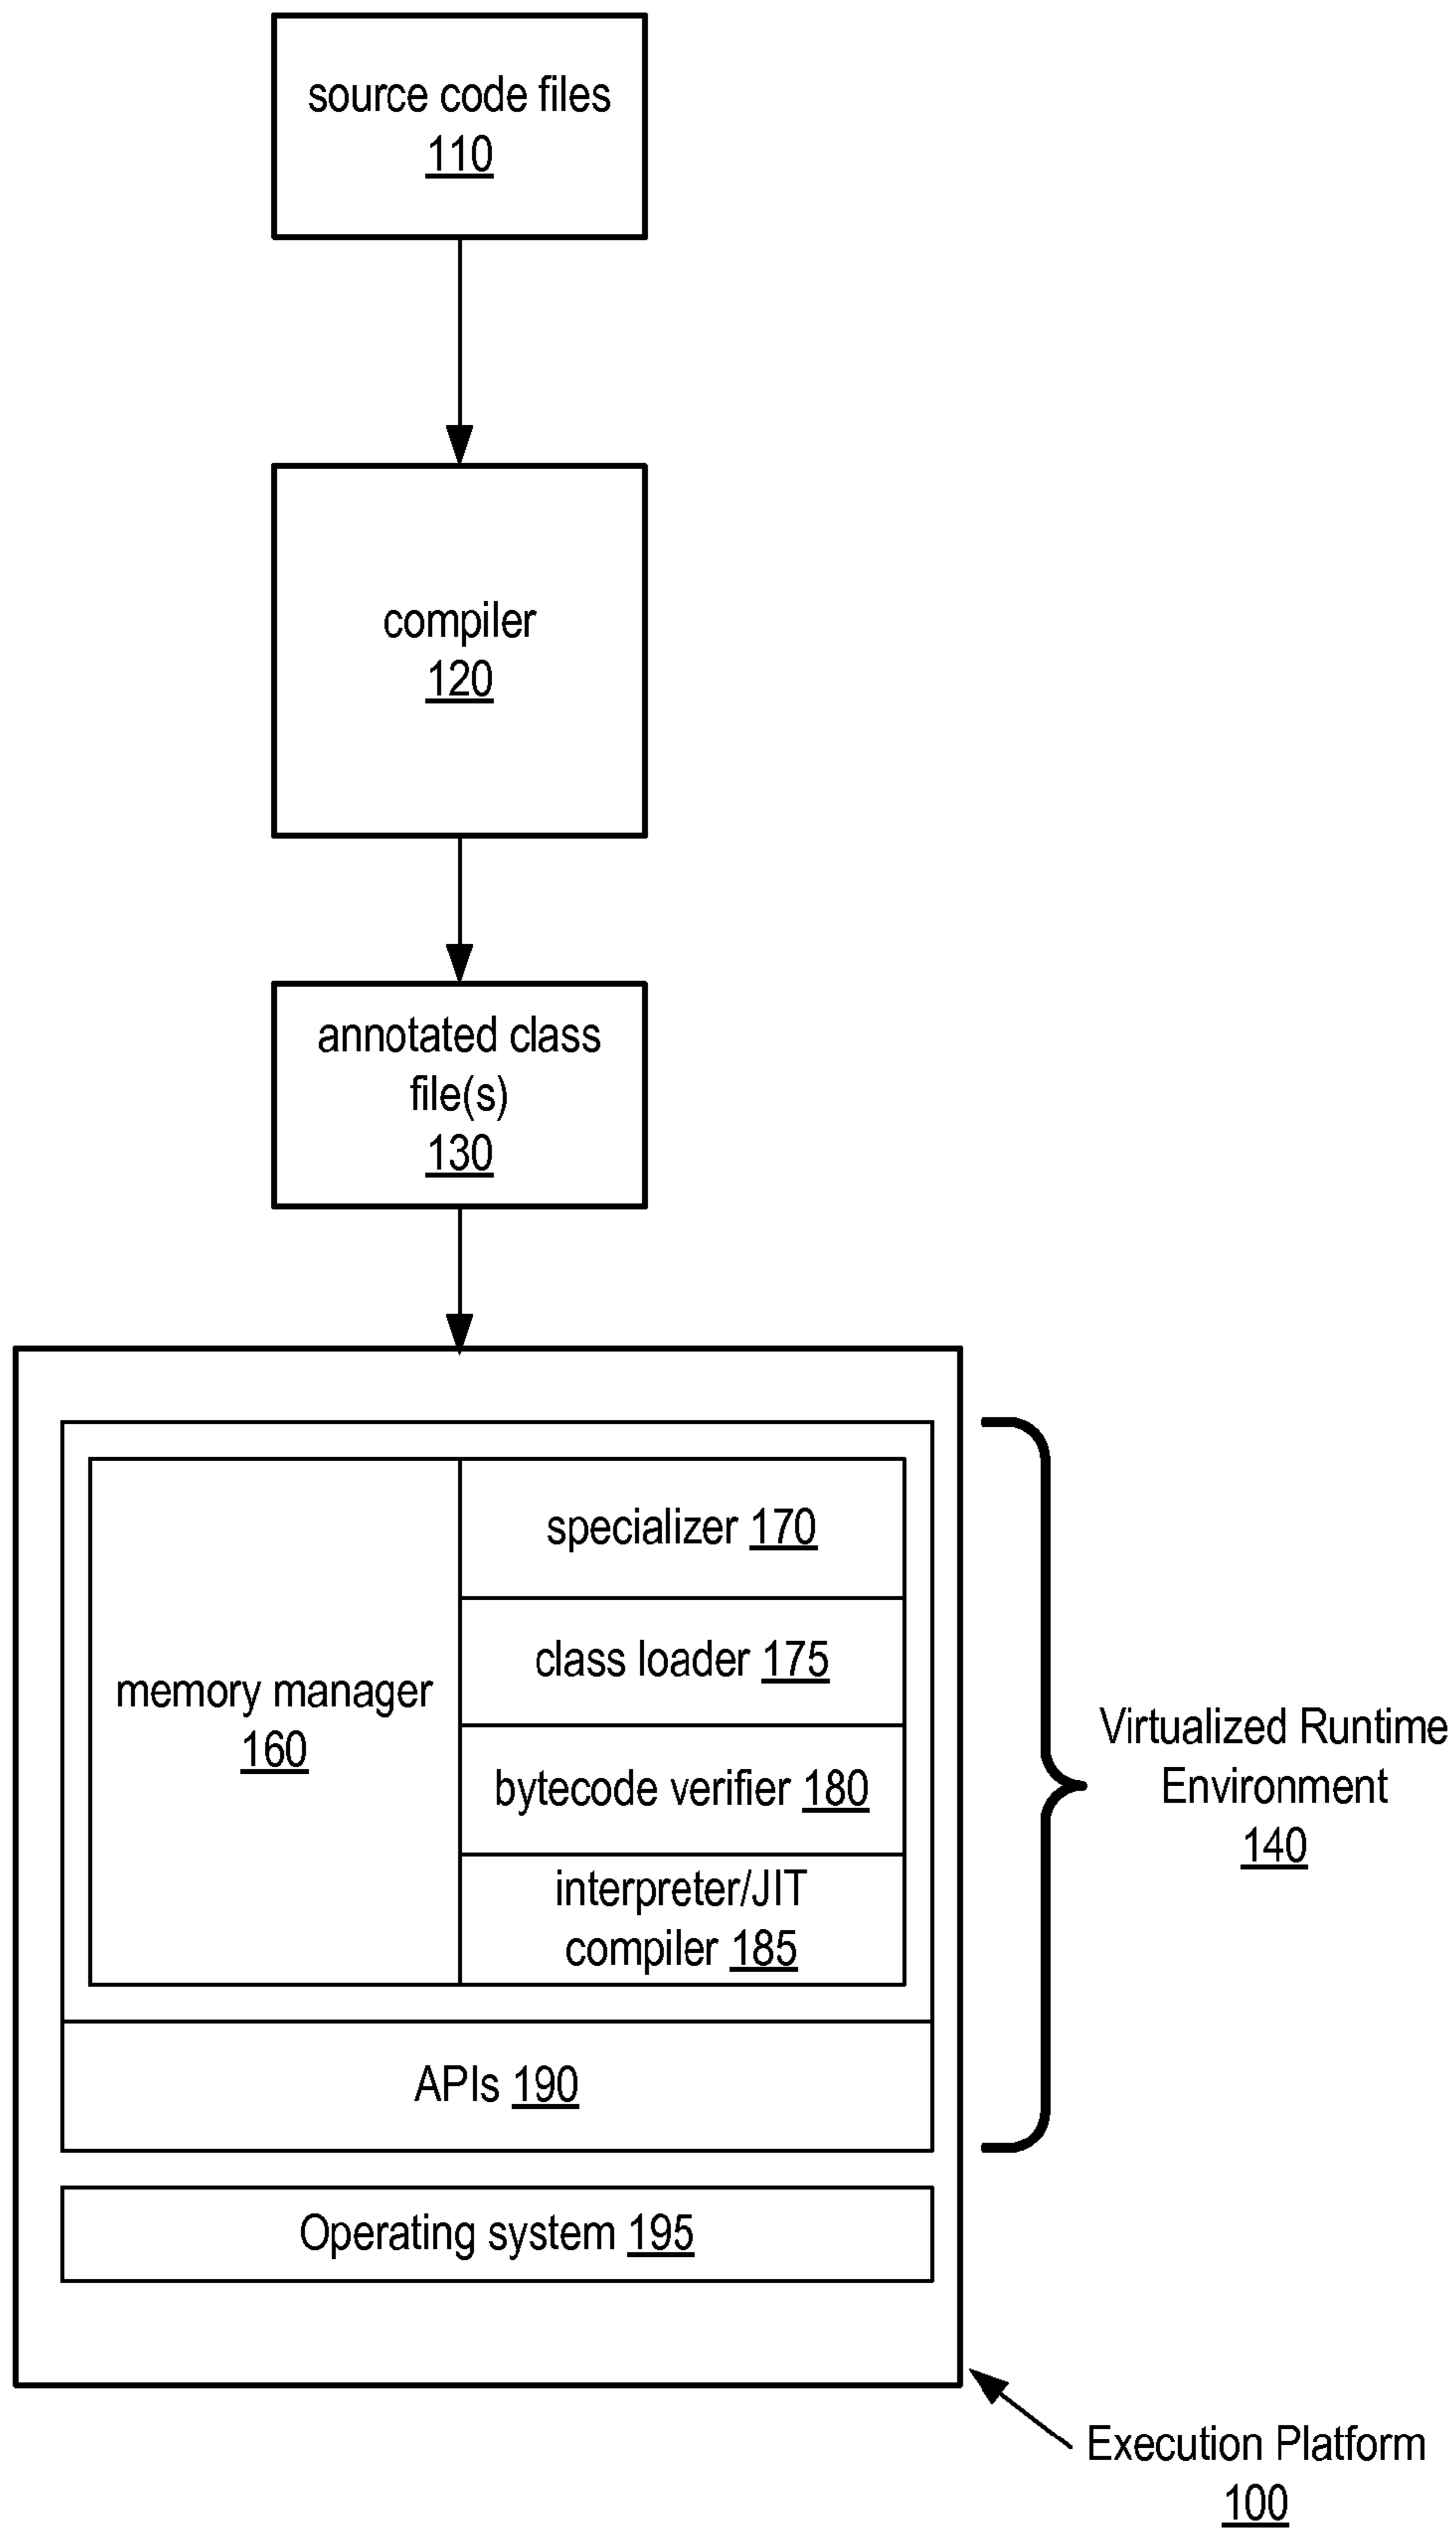 source code files
110
compiler
120
annotated class
file(s)
130
specializer 170
class loader 175
memory manager
160
bytecode verifier 180
interpreter/JIT
compiler 185
APIs 190
Operating system 195
Virtualized Runtime
Environment
140
Execution Platform
100